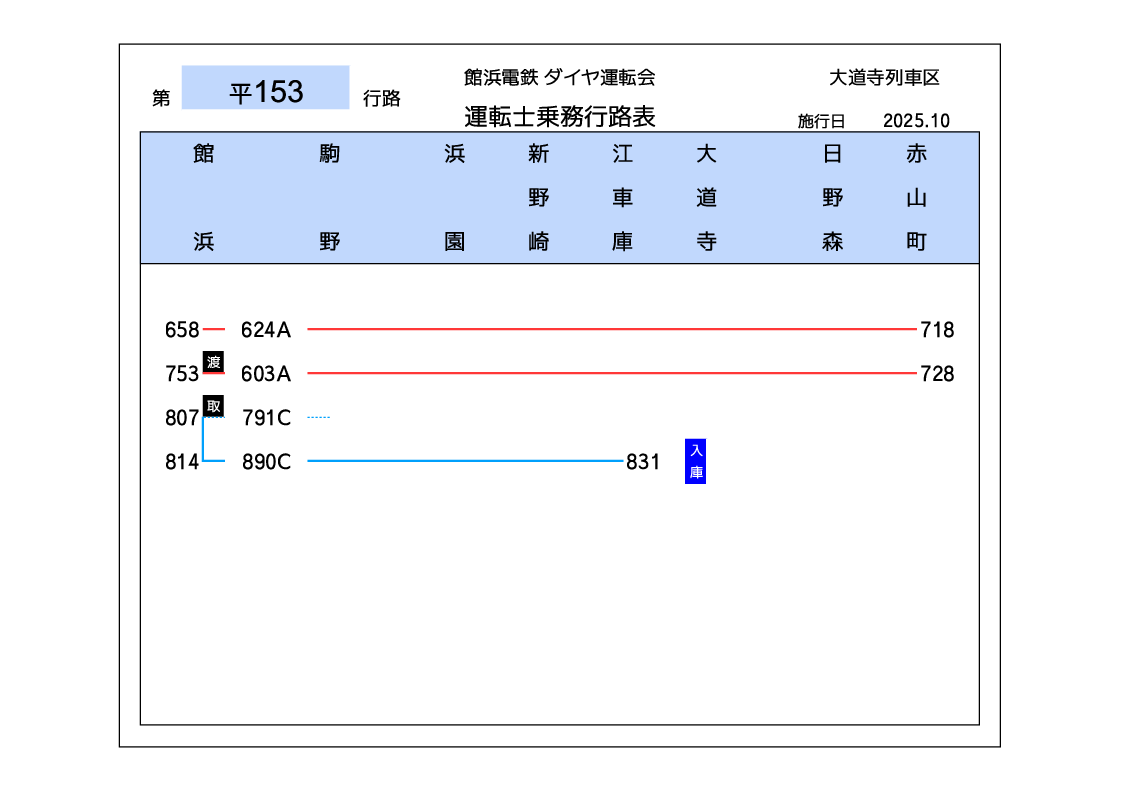 第 平153 行路
館浜電鉄 ダイヤ運転会
運転士乗務行路表
大道寺列車区
施行日 2025.10
館浜 駒野 浜園 新野崎 江車庫 大道寺 日野森 赤山町
658 624A 718
753 渡 603A 728
807 取 791C
814 890C 831 入庫